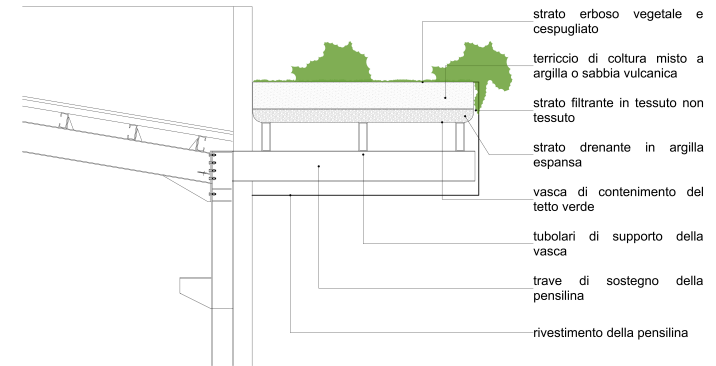 strato erboso vegetale e
cespugliato
terriccio di coltura misto a
argilla o sabbia vulcanica
strato filtrante in tessuto non
tessuto
strato drenante in argilla
espansa
vasca di contenimento del
tetto verde
tubolari di supporto della
vasca
trave di sostegno della
pensilina
rivestimento della pensilina